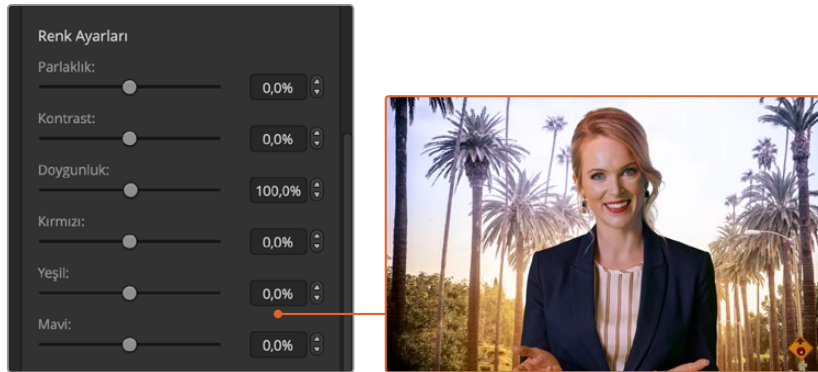 Renk Ayarları
Parlaklık:
0,0%
Kontrast:
0,0%
Doygunluk:
100,0%
Kırmızı:
0,0%
Yeşil:
0,0%
Mavi:
0,0%